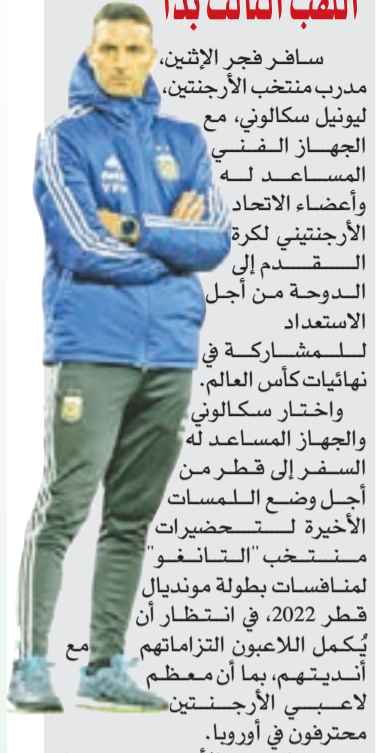 سافر فجر الإثنين،
مدرب منتخب الأرجنتين،
ليونيل سكالوني، مع
الجهاز الفني
المساعد له
وأعضاء الاتحاد
الأرجنتيني لكرة
القدم إلى
الدوحة من أجل
الاستعداد
للمشاركة في
نهائيات كأس العالم.
واختار سكالوني
والجهاز المساعد له
السفر إلى قطر من
أجل وضع اللمسات
الأخيرة لتحضيرات
منتخب "التانغو"
لمنافسات بطولة مونديال
قطر 2022، في انتظار أن
يُكمل اللاعبون التزاماتهم مع
أنديتهم، بما أن معظم
لاعبي الأرجنتين
محترفون في أوروبا.